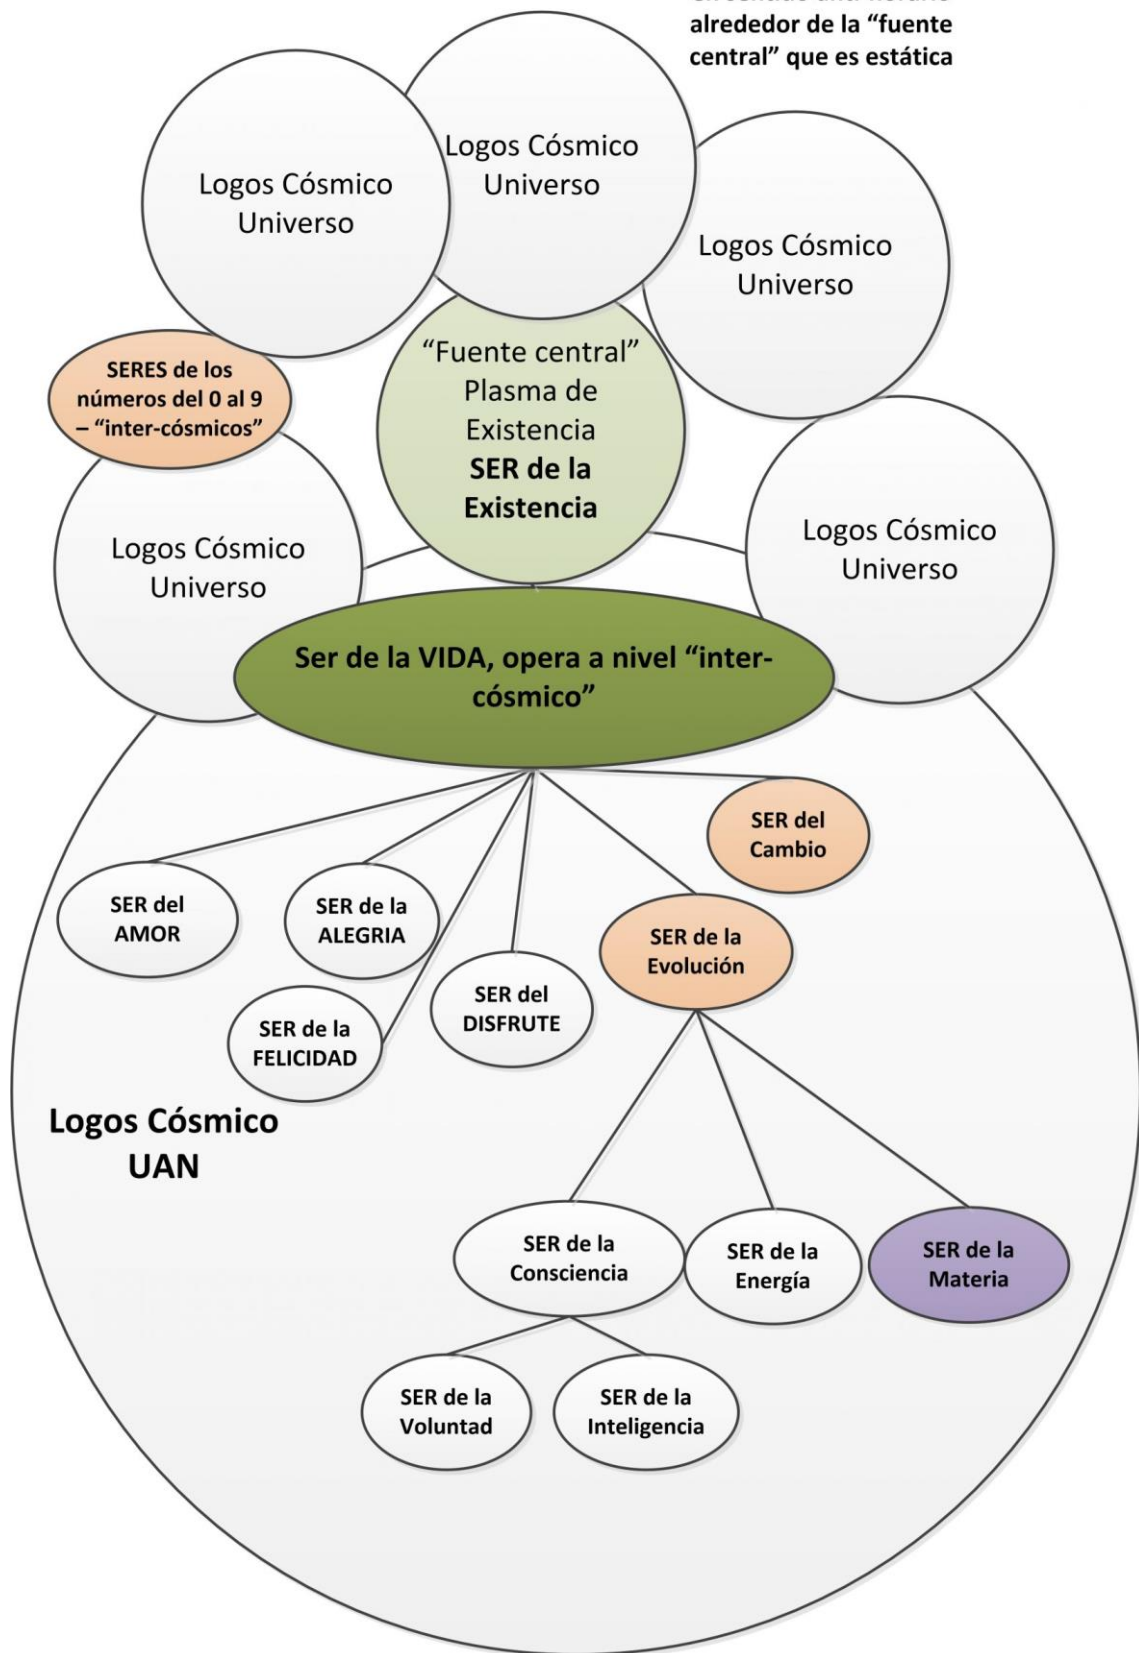 alrededor de la “fuente
central” que es estática
Logos Cósmico
Universo
Logos Cósmico
Universo
Logos Cósmico
Universo
“Fuente central”
Plasma de
Existencia
SER de la
Existencia
SERES de los
números del 0 al 9
– “inter-cósmicos”
Logos Cósmico
Universo
Logos Cósmico
Universo
Ser de la VIDA, opera a nivel “inter-
cósmico”
SER del
Cambio
SER del
AMOR
SER de la
ALEGRIA
SER de la
Evolución
SER de la
FELICIDAD
SER del
DISFRUTE
Logos Cósmico
UAN
SER de la
Consciencia
SER de la
Energía
SER de la
Materia
SER de la
Voluntad
SER de la
Inteligencia